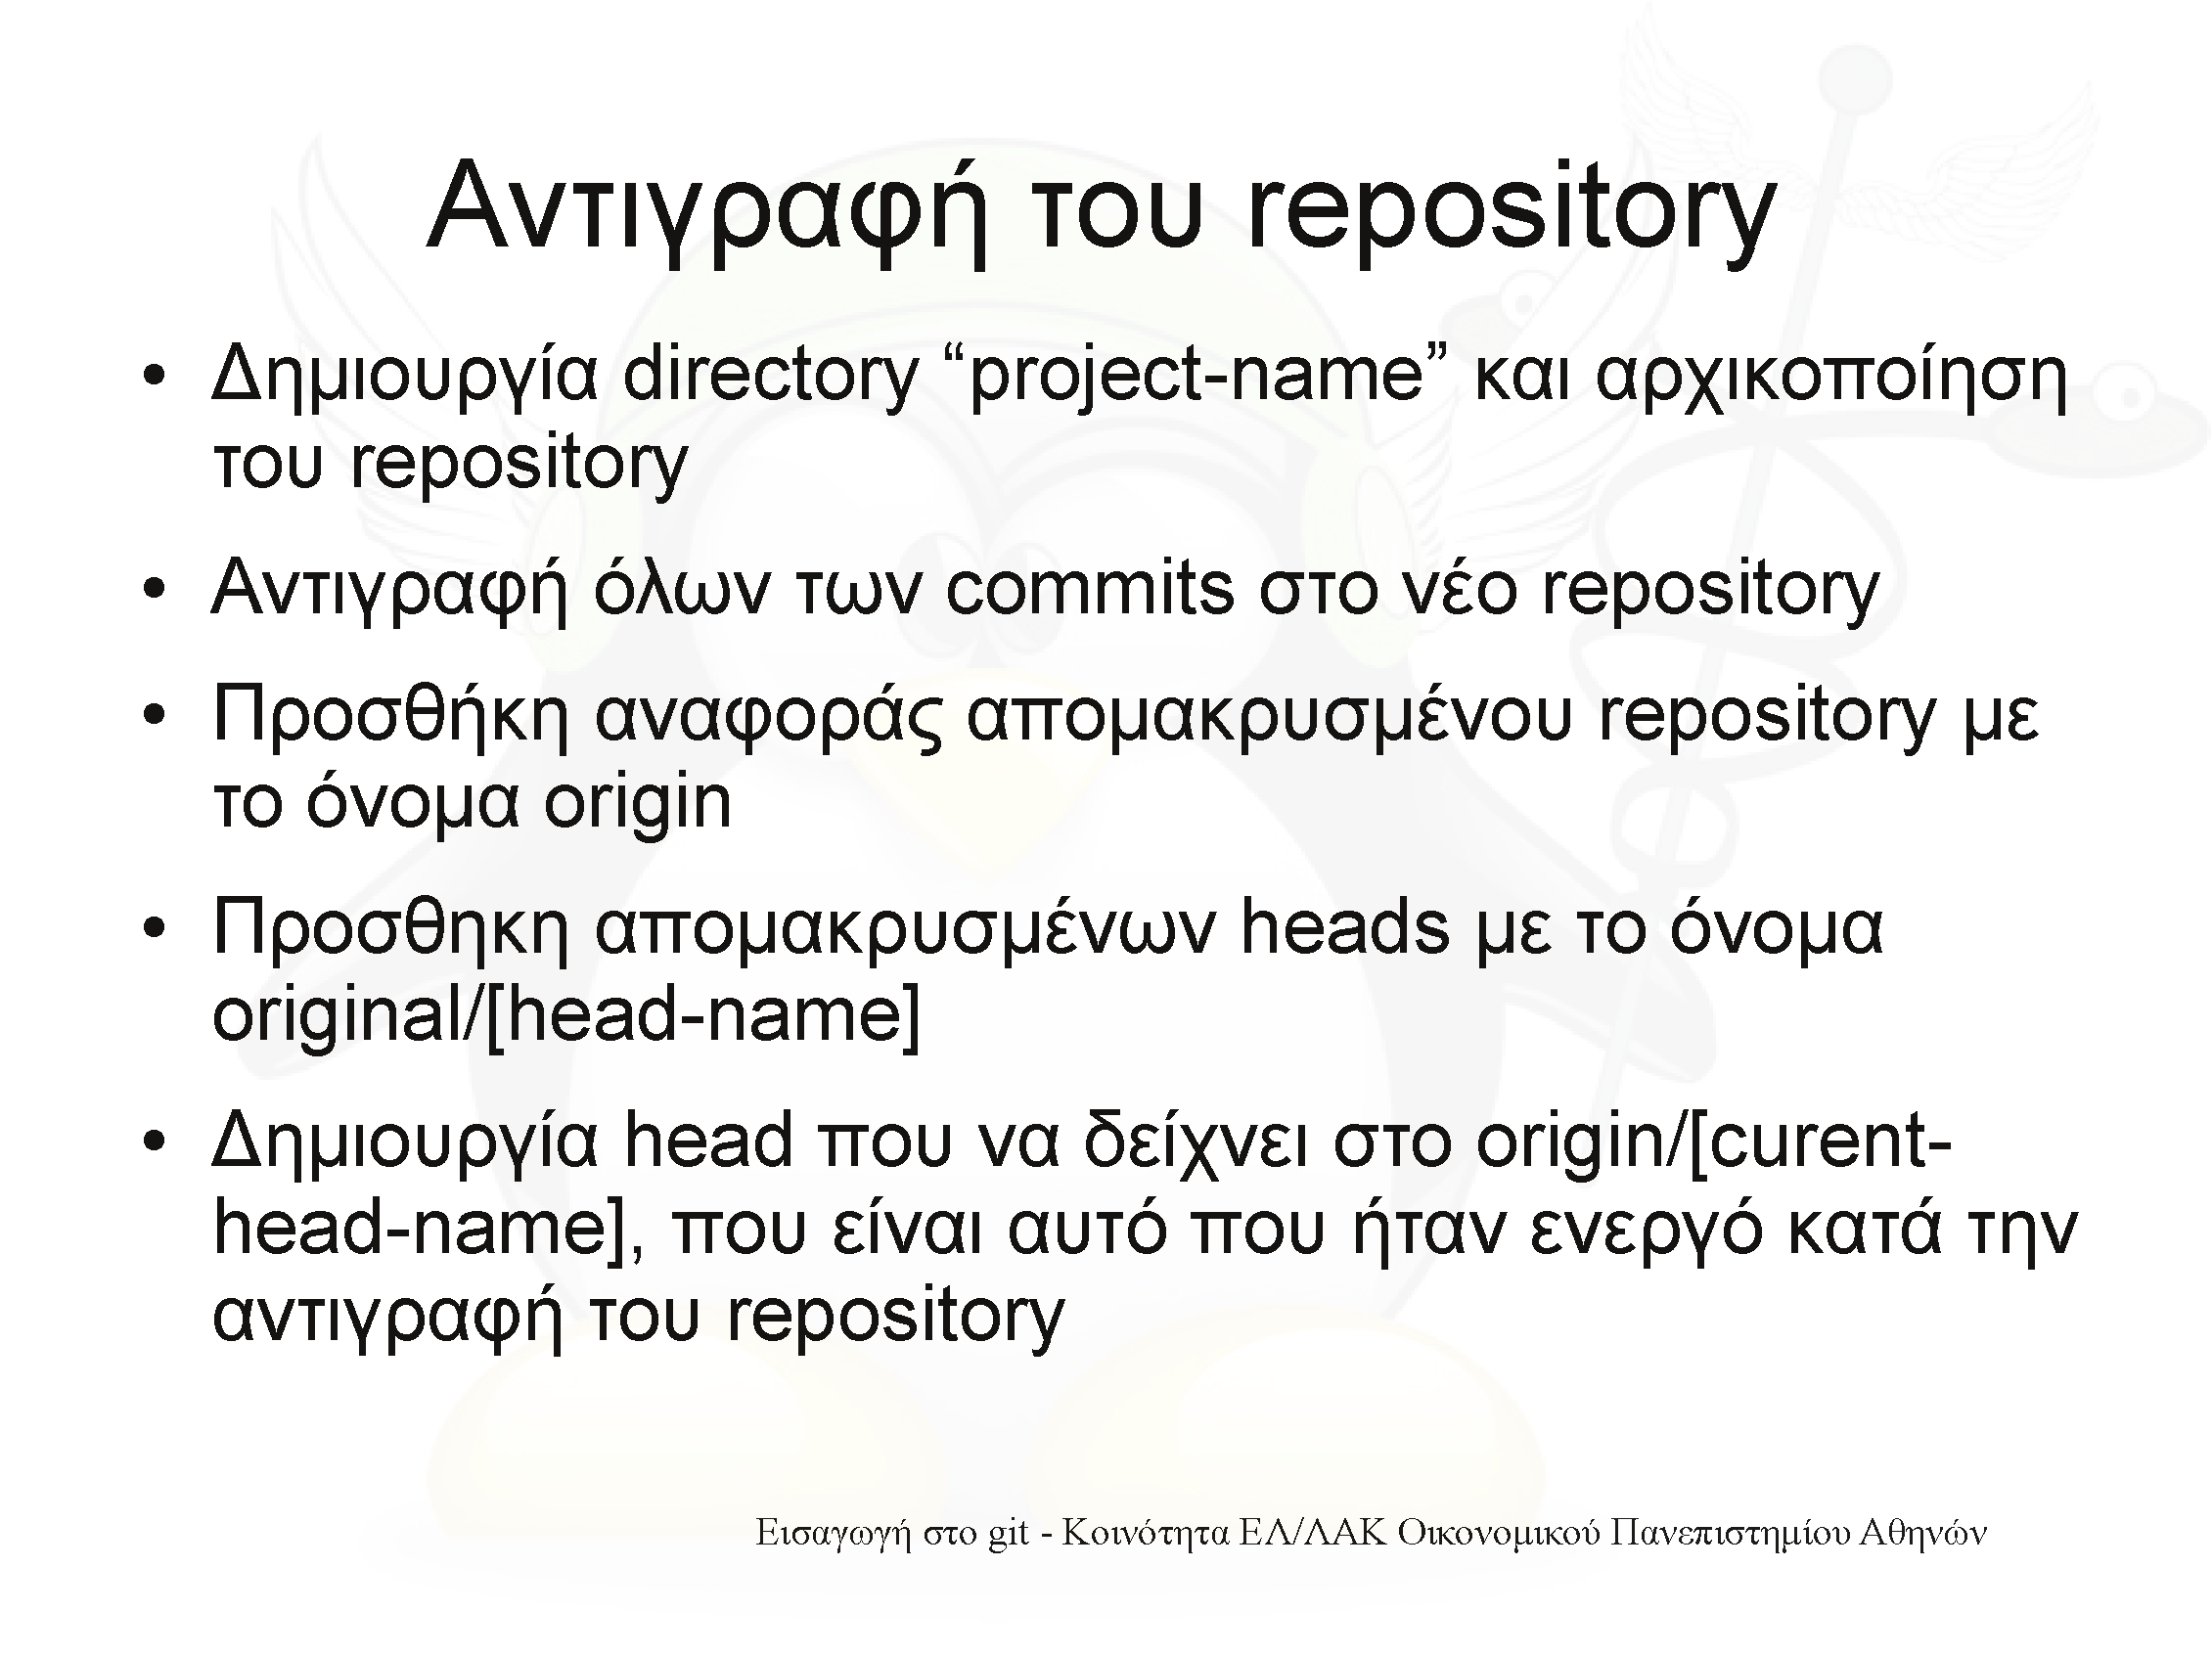 Αντιγραφή του repository
• Δημιουργία directory “project-name” και αρχικοποίηση
του repository
• Αντιγραφή όλων των commits στο νέο repository
• Προσθήκη αναφοράς απομακρυσμένου repository με
το όνομα origin
• Προσθηκη απομακρυσμένων heads με το όνομα
original/[head-name]
• Δημιουργία head που να δείχνει στο origin/[curent-
head-name], που είναι αυτό που ήταν ενεργό κατά την
αντιγραφή του repository
Εισαγωγή στο git - Κοινότητα ΕΛ/ΛΑΚ Οικονομικού Πανεπιστημίου Αθηνών